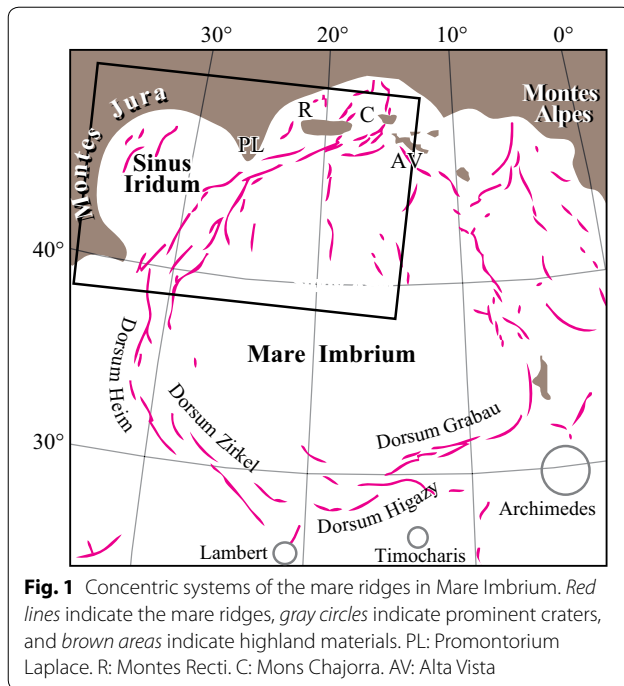 30°
20°
10°
0°
Montes Jura
Montes
Alpes
R
C
PL
AV
Sinus
Iridum
40°
Mare Imbrium
Dorsum Heim
Dorsum Zirkel
Dorsum Grabau
30°
Dorsum Higazy
Archimedes
Lambert
Timocharis
Fig. 1 Concentric systems of the mare ridges in Mare Imbrium. Red
lines indicate the mare ridges, gray circles indicate prominent craters,
and brown areas indicate highland materials. PL: Promontorium
Laplace. R: Montes Recti. C: Mons Chajorra. AV: Alta Vista